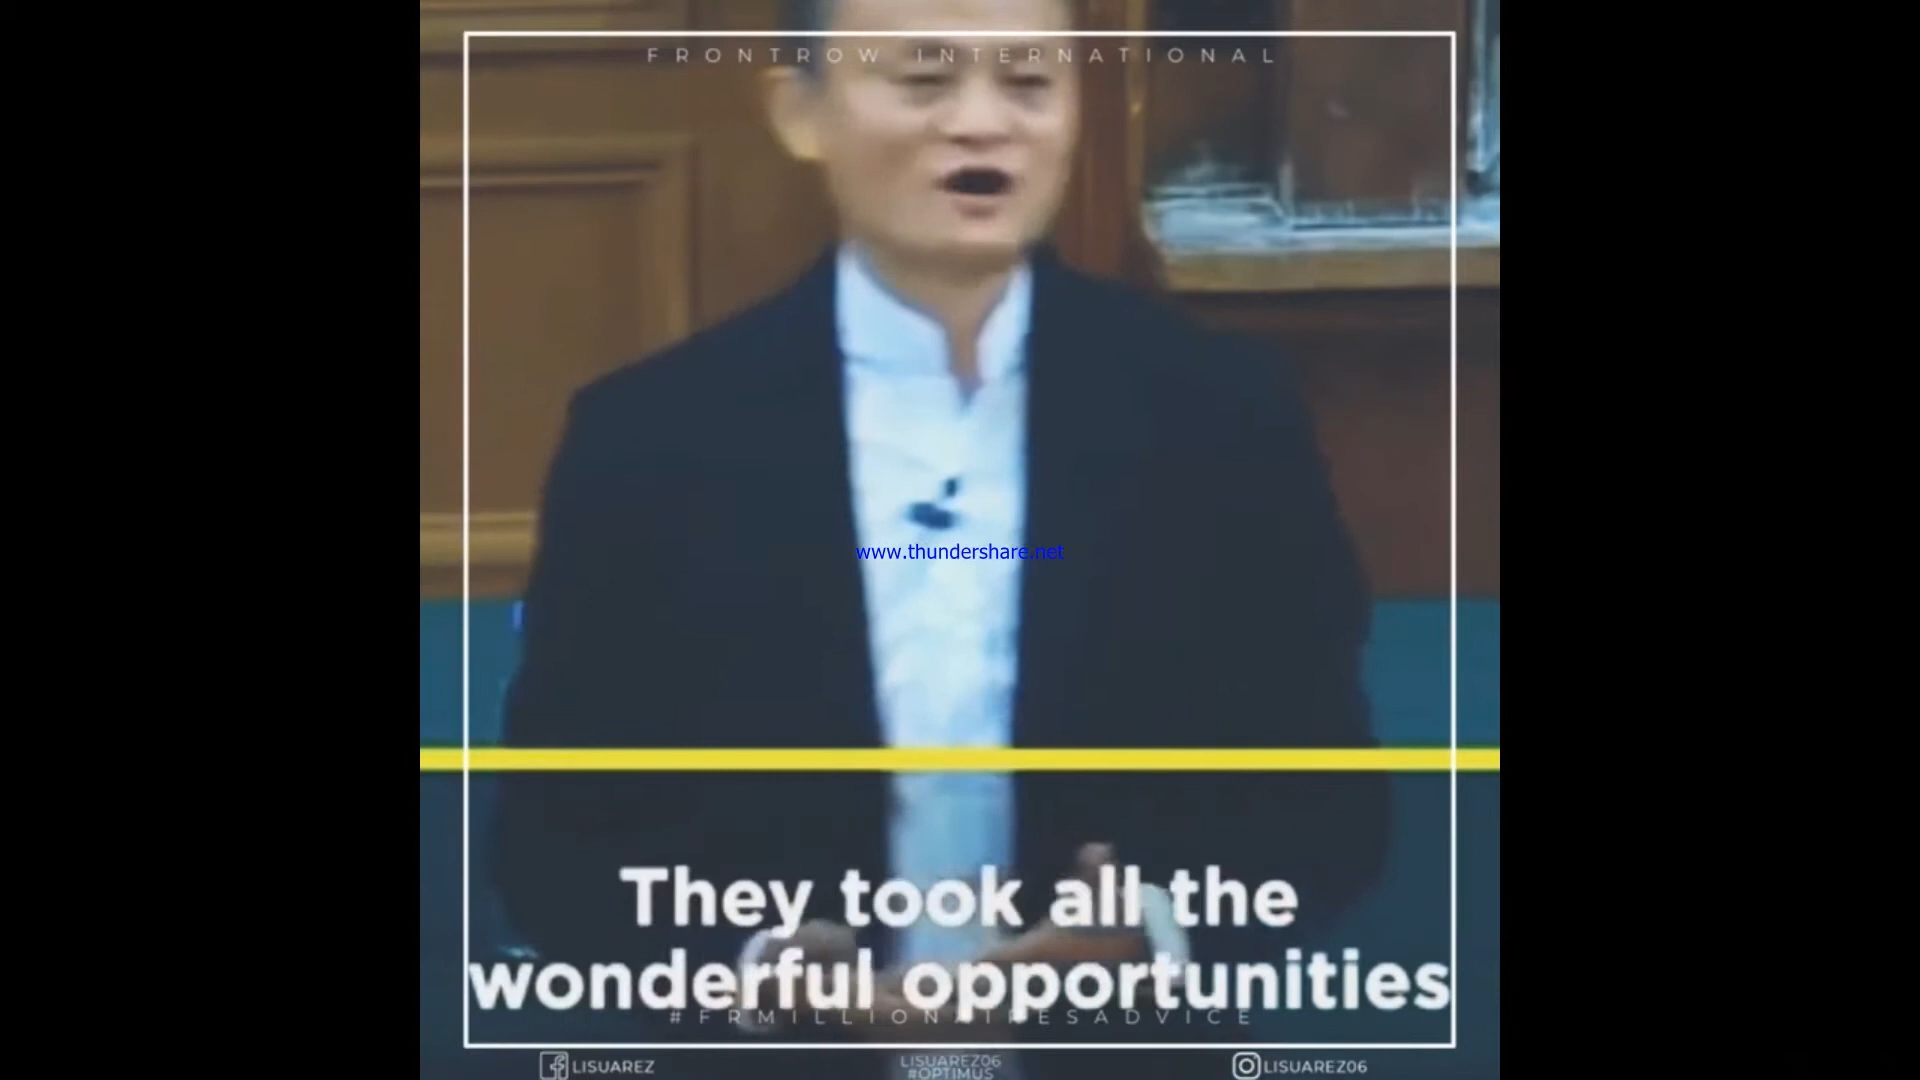 FRONTROW INTERNATIONAL
www.thundershare.net
They took all the
wonderful opportunities
#FRMILLIONAIRESADVICE
LISUAREZ
LISUAREZ06
#OPTIMUS
LISUAREZ06